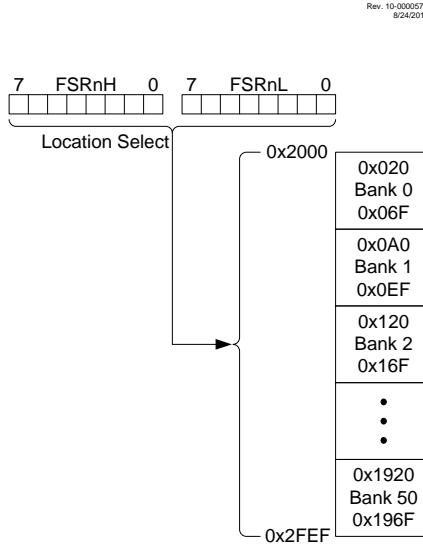 Rev. 10-000057
8/24/201
7 FSRnH 0 7 FSRnL 0
Location Select
0x2000
0x020
Bank 0
0x06F
0x0A0
Bank 1
0x0EF
0x120
Bank 2
0x16F
0x1920
Bank 50
0x196F
0x2FEF